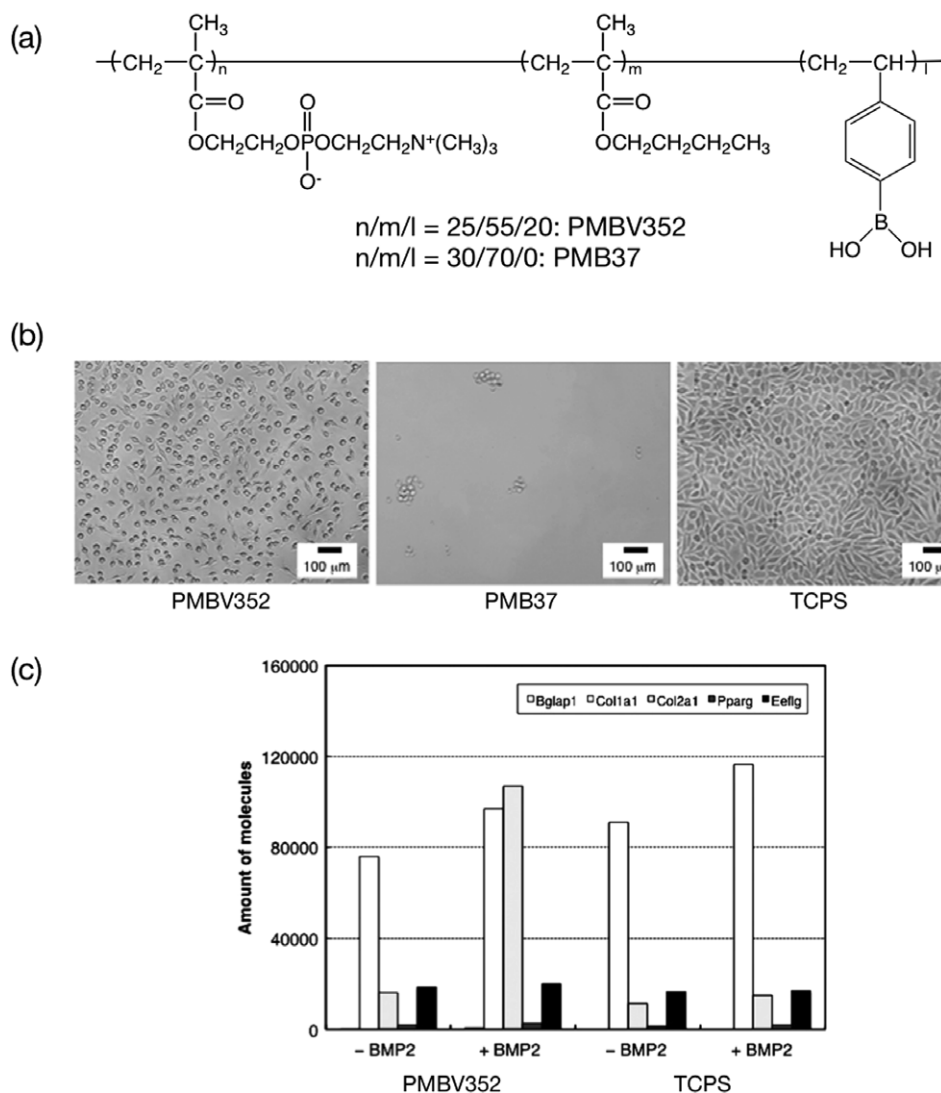 (a)
CH₃ CH₃
(CH₂ C)n (CH₂ C)m (CH₂ CH)l
C=O O C=O
OCH₂CH₂OPOCH₂CH₂N⁺(CH₃)₃ OCH₂CH₂CH₂CH₃
O⁻
B
HO OH
n/m/l = 25/55/20: PMBV352
n/m/l = 30/70/0: PMB37
(b)
100 μm 100 μm 100 μm
PMBV352 PMB37 TCPS
(c)
Amount of molecules
160000
120000
80000
40000
0
Bglap1 Col1a1 Col2a1 Pparg Eeflg
– BMP2 + BMP2 – BMP2 + BMP2
PMBV352 TCPS